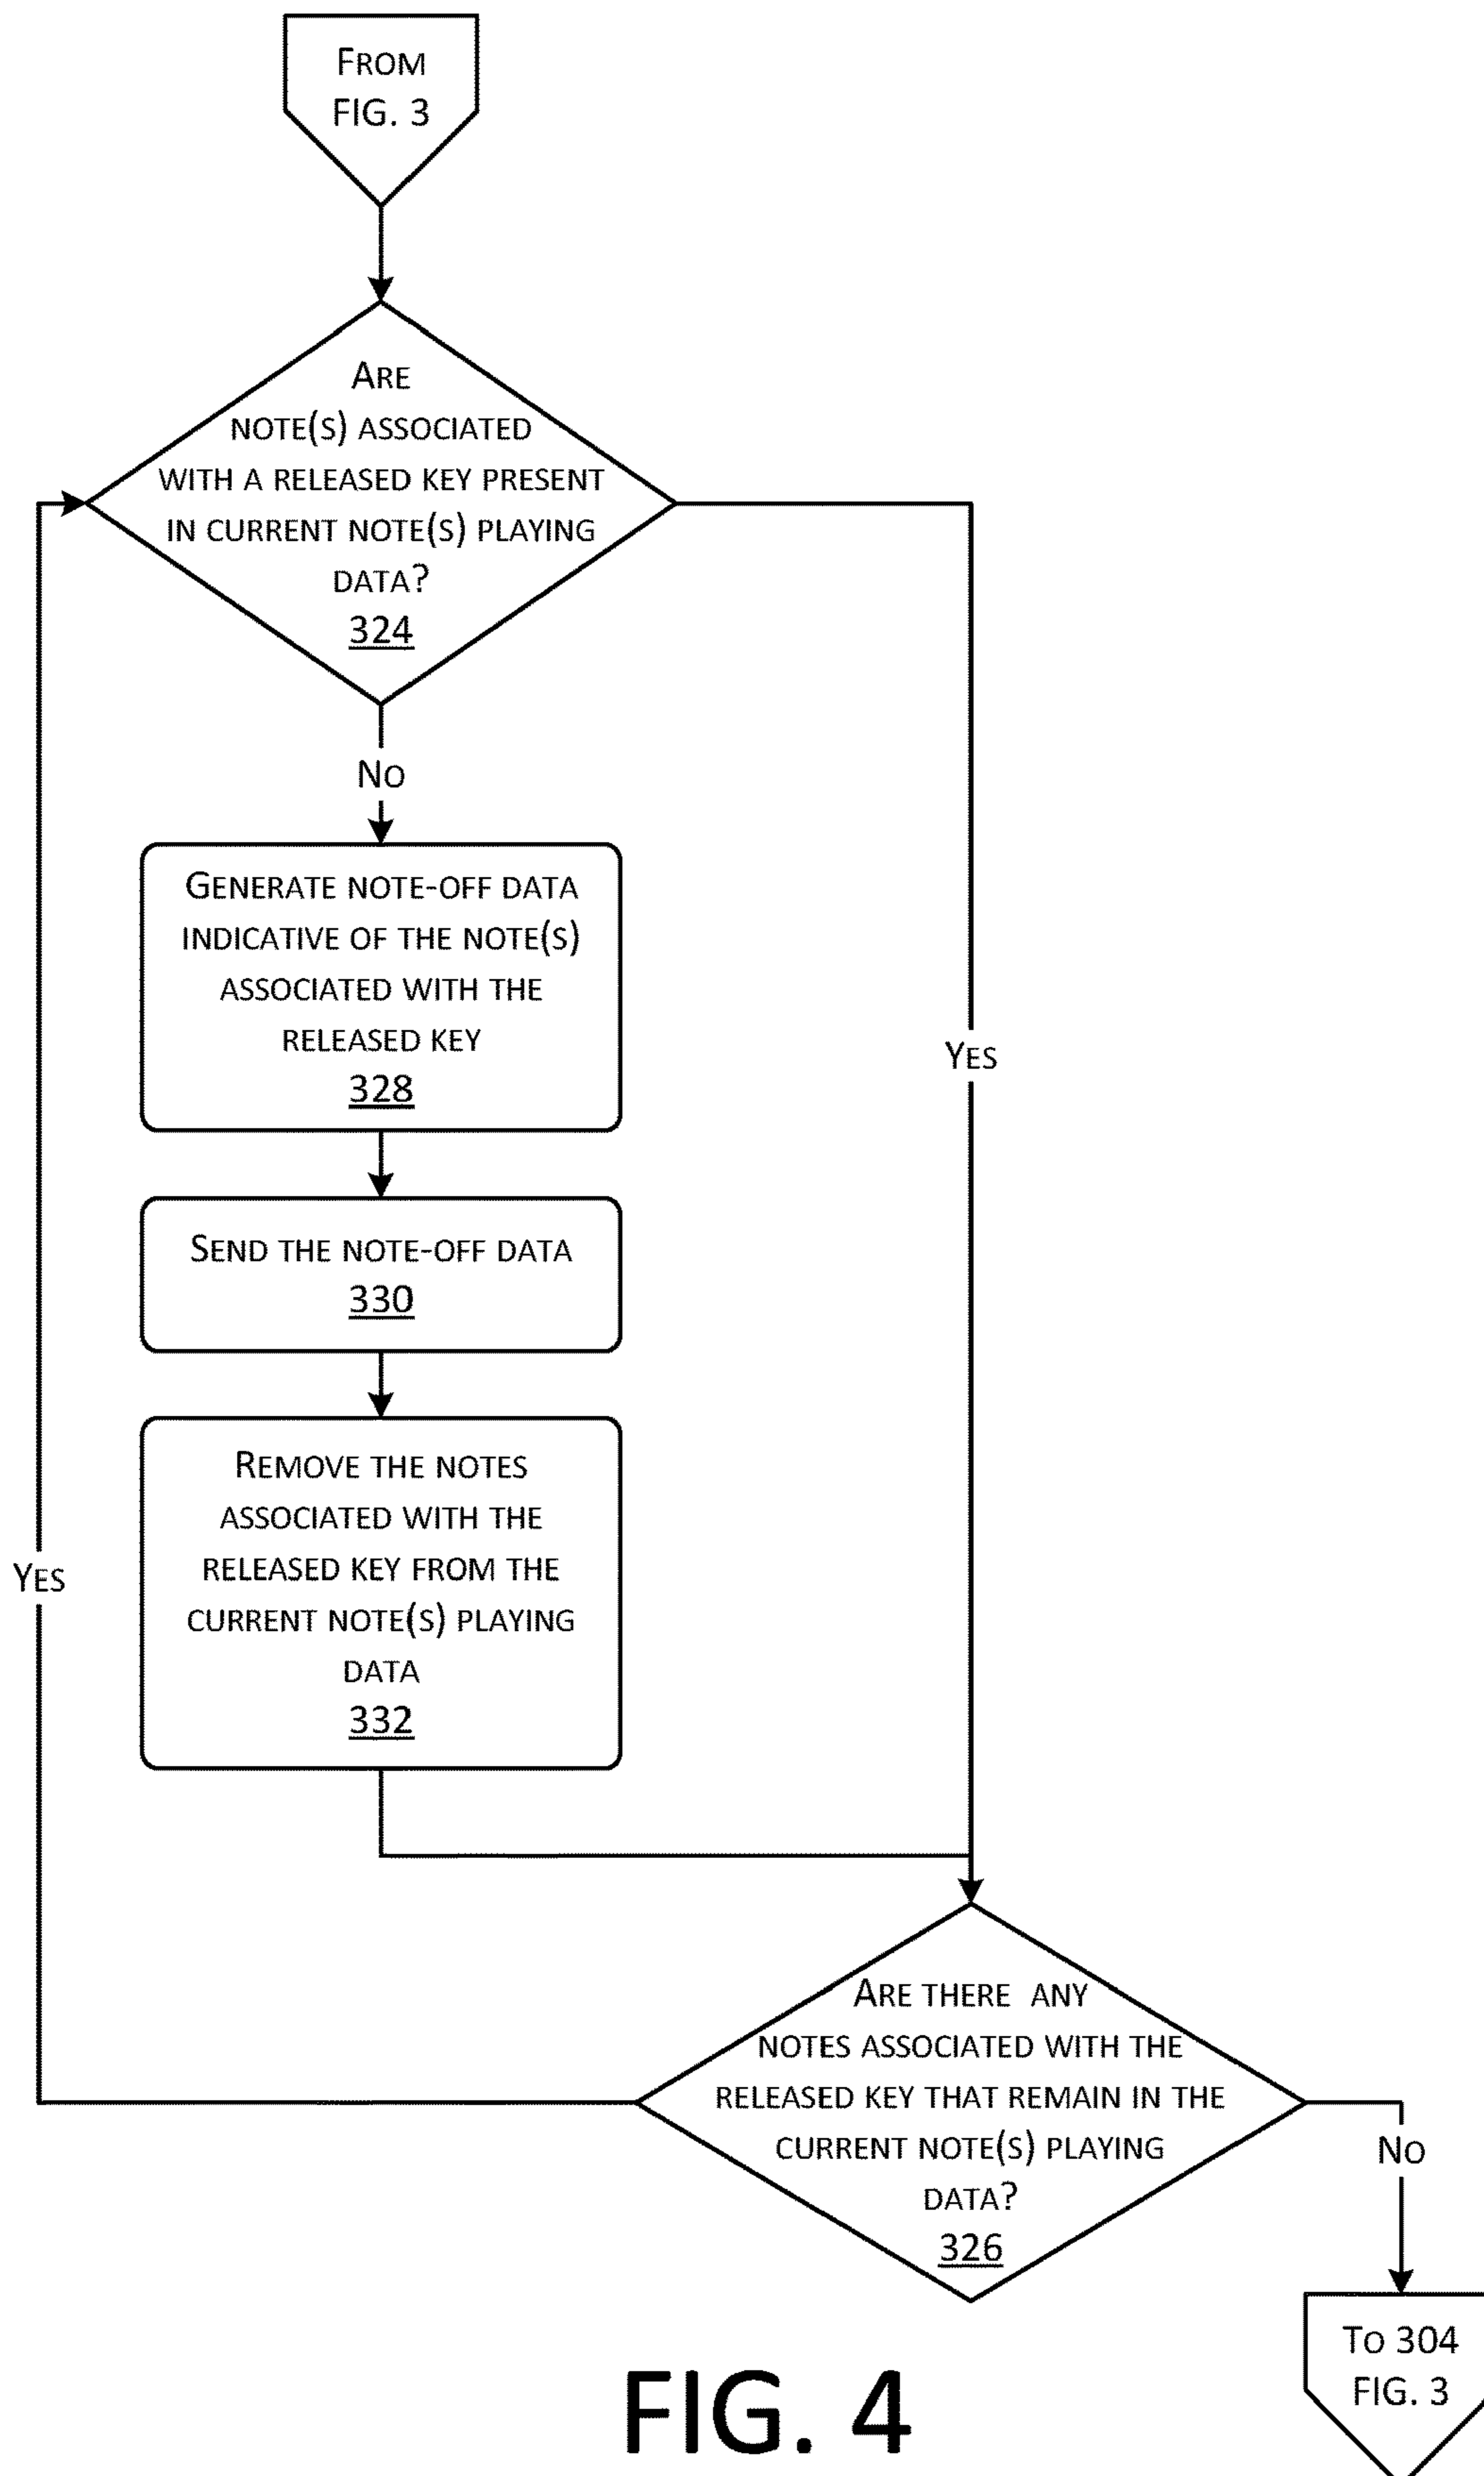 FROM
FIG. 3
ARE
NOTE(S) ASSOCIATED
WITH A RELEASED KEY PRESENT
IN CURRENT NOTE(S) PLAYING
DATA?
324
NO
GENERATE NOTE-OFF DATA
INDICATIVE OF THE NOTE(S)
ASSOCIATED WITH THE
RELEASED KEY
328
YES
SEND THE NOTE-OFF DATA
330
REMOVE THE NOTES
ASSOCIATED WITH THE
RELEASED KEY FROM THE
CURRENT NOTE(S) PLAYING
DATA
332
YES
ARE THERE ANY
NOTES ASSOCIATED WITH THE
RELEASED KEY THAT REMAIN IN THE
CURRENT NOTE(S) PLAYING
DATA?
326
NO
TO 304
FIG. 3
FIG. 4